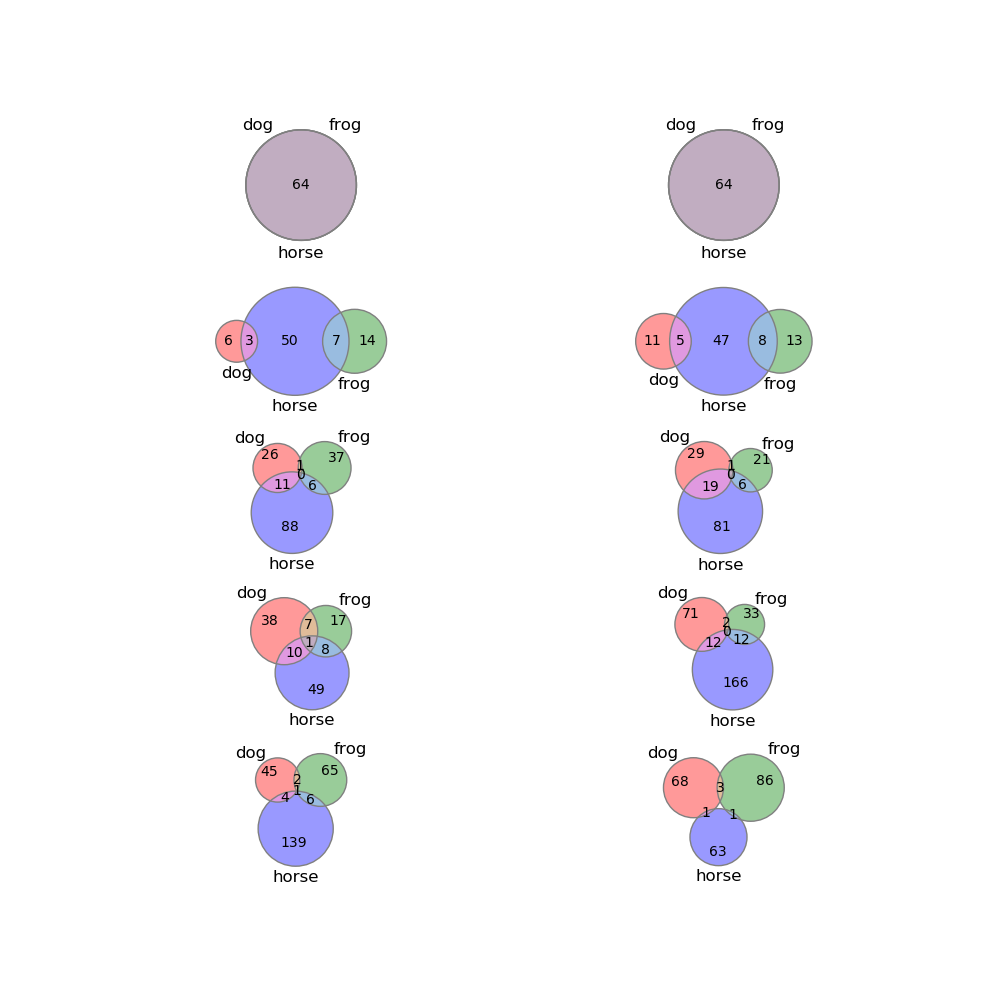 dog frog
64
horse
dog frog
64
horse
6 3 50 7 14
dog
frog
horse
11 5 47 8 13
dog
frog
horse
dog frog
26 1 37
0
11 6
88
horse
dog frog
29 1 21
0
19 6
81
horse
dog frog
38 7 17
1
10 8
49
horse
dog frog
71 2 33
0
12 12
166
horse
dog frog
45 2 65
1
4 6
139
horse
dog frog
68 3 86
1 1
63
horse